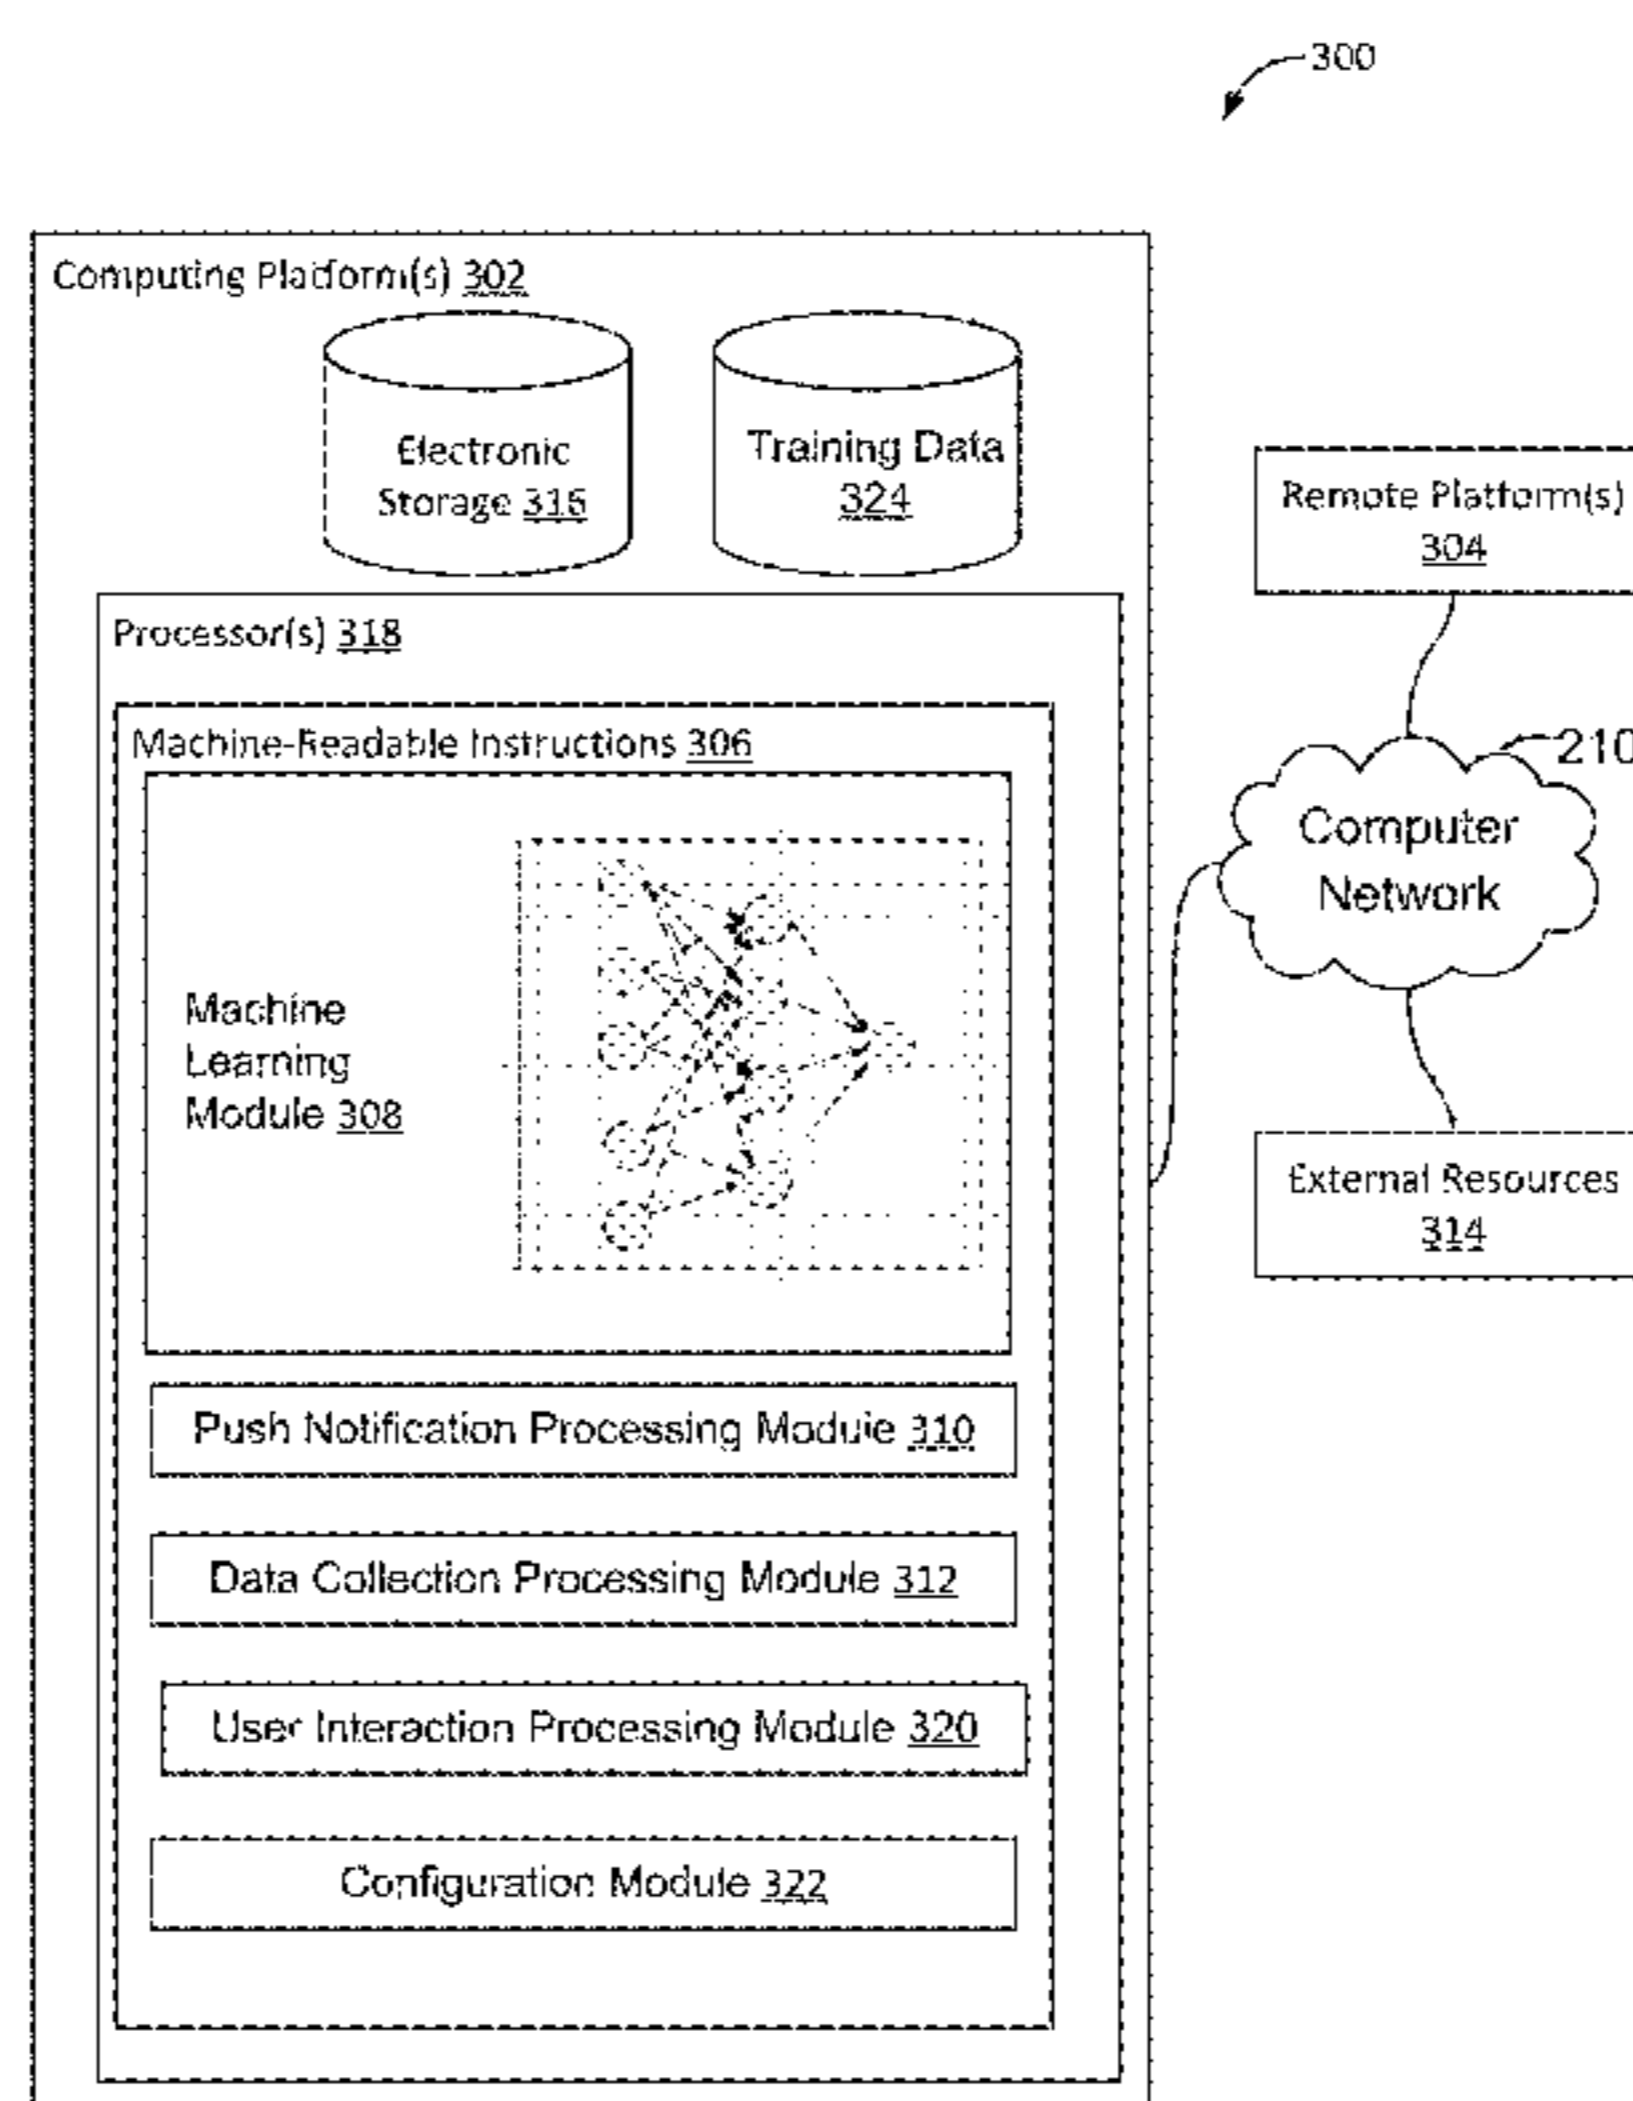 300
Computing Platform(s) 302
Electronic
Storage 316
Training Data
324
Remote Platform(s)
304
Processor(s) 318
Machine-Readable Instructions 306
210
Computer
Network
Machine
Learning
Module 308
External Resources
314
Push Notification Processing Module 310
Data Collection Processing Module 312
User Interaction Processing Module 320
Configuration Module 322